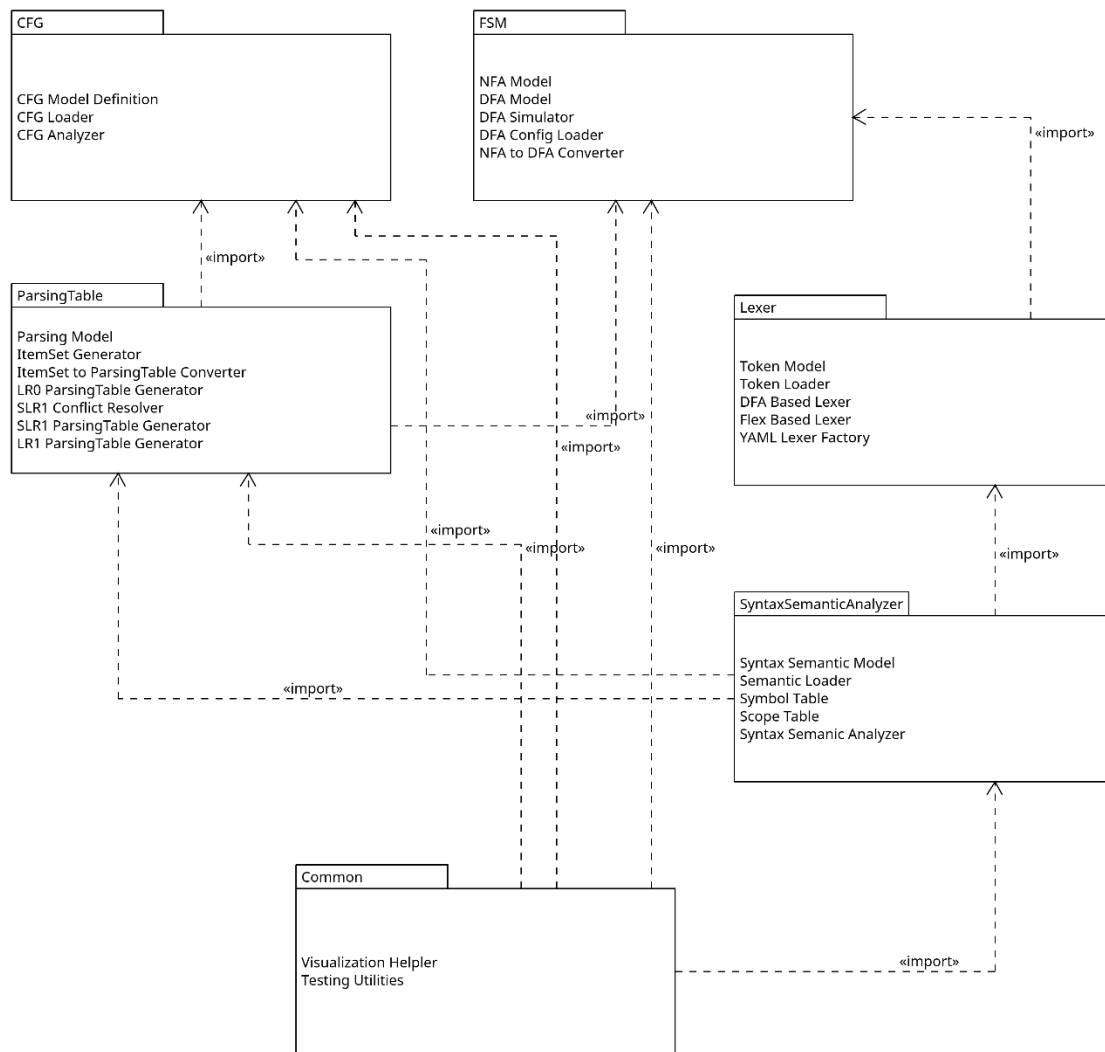 CFG
CFG Model Definition
CFG Loader
CFG Analyzer
FSM
NFA Model
DFA Model
DFA Simulator
DFA Config Loader
NFA to DFA Converter
«import»
«import»
ParsingTable
Parsing Model
ItemSet Generator
ItemSet to ParsingTable Converter
LR0 ParsingTable Generator
SLR1 Conflict Resolver
SLR1 ParsingTable Generator
LR1 ParsingTable Generator
Lexer
Token Model
Token Loader
DFA Based Lexer
Flex Based Lexer
YAML Lexer Factory
«import»
«import»
«import»
«import»
«import»
«import»
SyntaxSemanticAnalyzer
Syntax Semantic Model
Semantic Loader
Symbol Table
Scope Table
Syntax Semanic Analyzer
«import»
Common
Visualization Helpler
Testing Utilities
«import»